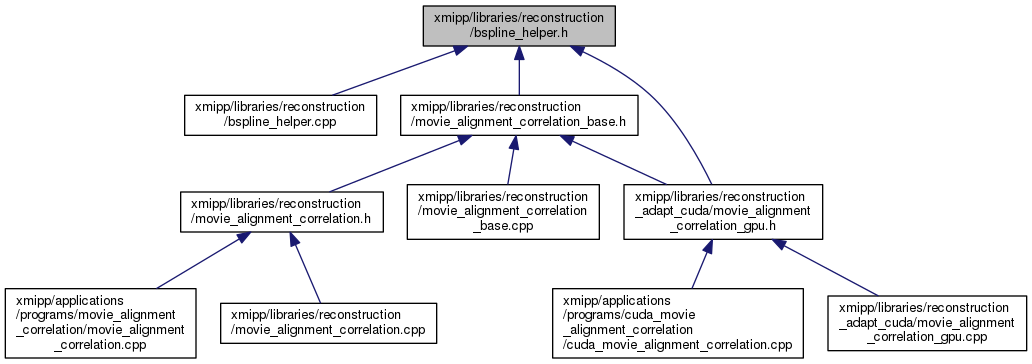 xmipp/libraries/reconstruction
/bspline_helper.h
xmipp/libraries/reconstruction
/bspline_helper.cpp
xmipp/libraries/reconstruction
/movie_alignment_correlation_base.h
xmipp/libraries/reconstruction
/movie_alignment_correlation.h
xmipp/libraries/reconstruction
/movie_alignment_correlation
_base.cpp
xmipp/libraries/reconstruction
_adapt_cuda/movie_alignment
_correlation_gpu.h
xmipp/applications
/programs/movie_alignment
_correlation/movie_alignment
_correlation.cpp
xmipp/libraries/reconstruction
/movie_alignment_correlation.cpp
xmipp/applications
/programs/cuda_movie
_alignment_correlation
/cuda_movie_alignment_correlation.cpp
xmipp/libraries/reconstruction
_adapt_cuda/movie_alignment
_correlation_gpu.cpp